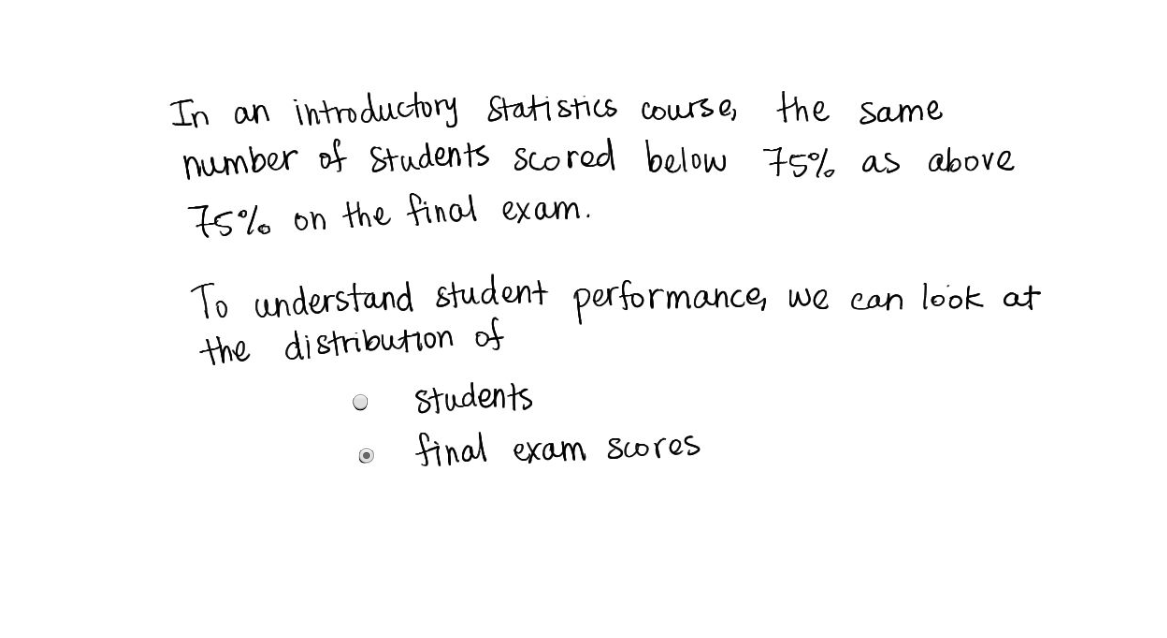 In an introductory statistics course, the same
number of students scored below 75% as above
75% on the final exam.
To understand student performance, we can look at
the distribution of
students
final exam scores